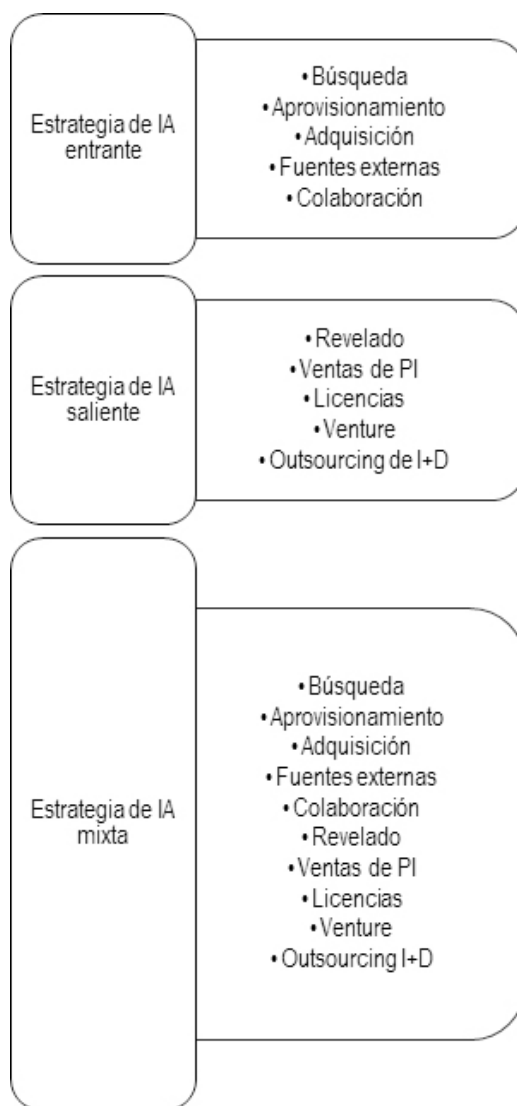 Estrategia de IA
entrante
• Búsqueda
• Aprovisionamiento
• Adquisición
• Fuentes externas
• Colaboración
Estrategia de IA
saliente
• Revelado
• Ventas de PI
• Licencias
• Venture
• Outsourcing de I+D
Estrategia de IA
mixta
• Búsqueda
• Aprovisionamiento
• Adquisición
• Fuentes externas
• Colaboración
• Revelado
• Ventas de PI
• Licencias
• Venture
• Outsourcing I+D